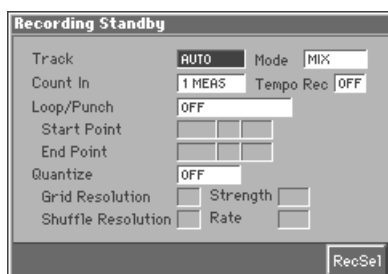 Recording Standby
Track AUTO Mode MIX
Count In 1 MEAS Tempo Rec OFF
Loop/Punch OFF
Start Point
End Point
Quantize OFF
Grid Resolution Strength
Shuffle Resolution Rate
RecSel